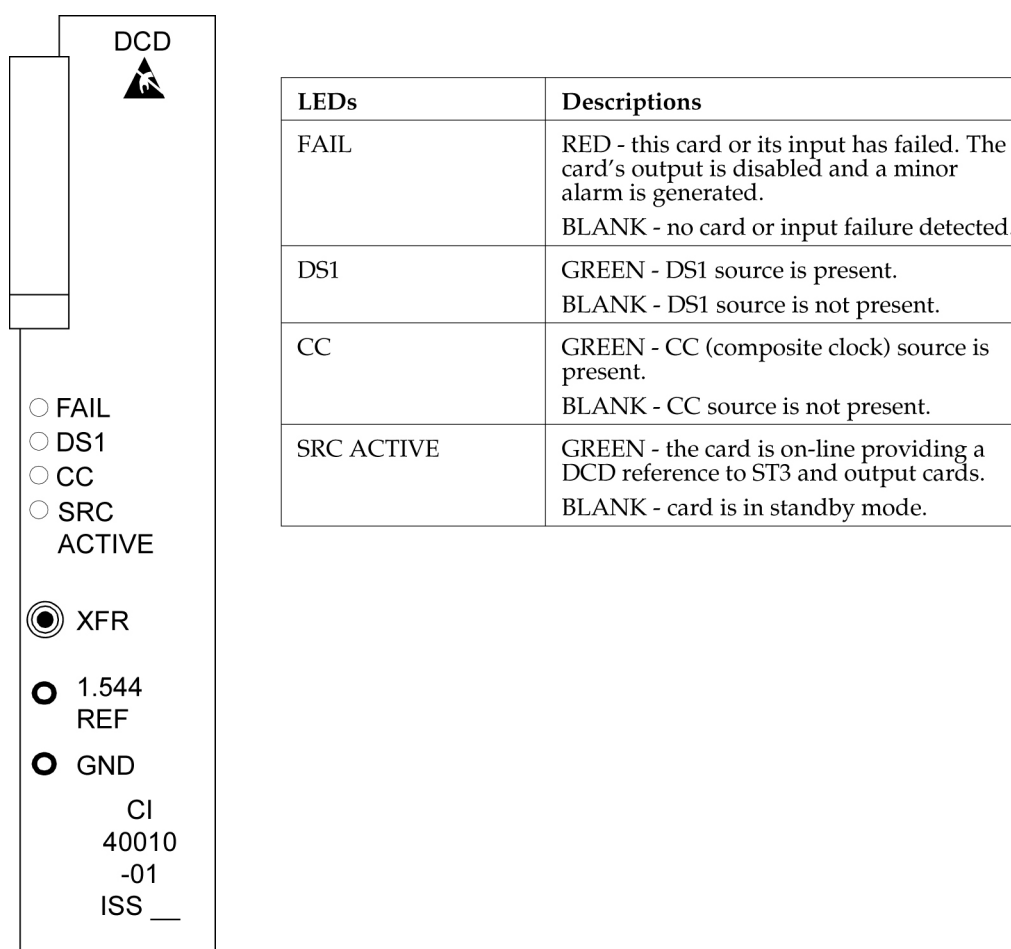 DCD
FAIL
DS1
CC
SRC
ACTIVE
XFR
1.544
REF
GND
CI
40010
-01
ISS __
LEDs Descriptions
FAIL RED - this card or its input has failed. The
card's output is disabled and a minor
alarm is generated.
BLANK - no card or input failure detected.
DS1 GREEN - DS1 source is present.
BLANK - DS1 source is not present.
CC GREEN - CC (composite clock) source is
present.
BLANK - CC source is not present.
SRC ACTIVE GREEN - the card is on-line providing a
DCD reference to ST3 and output cards.
BLANK - card is in standby mode.